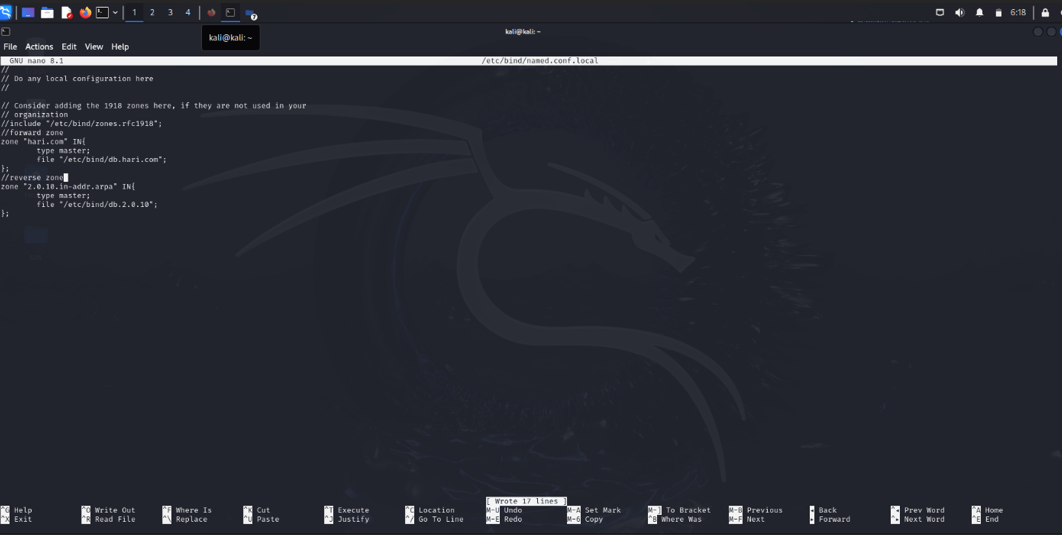 1 2 3 4
6:18
kali@kali: ~
kali@kali: ~
File Actions Edit View Help
GNU nano 8.1 /etc/bind/named.conf.local
//
// Do any local configuration here
//
// Consider adding the 1918 zones here, if they are not used in your
// organization
//include "/etc/bind/zones.rfc1918";
//forward zone
zone "hari.com" IN{
type master;
file "/etc/bind/db.hari.com";
};
//reverse zone
zone "2.0.10.in-addr.arpa" IN{
type master;
file "/etc/bind/db.2.0.10";
};
[ Wrote 17 lines ]
^G Help ^O Write Out ^F Where Is ^K Cut ^T Execute ^C Location M-U Undo M-A Set Mark M-] To Bracket M-B Previous Back Prev Word ^A Home
^X Exit ^R Read File ^\ Replace ^U Paste ^J Justify ^/ Go To Line M-E Redo M-6 Copy ^B Where Was M-F Next Forward Next Word ^E End